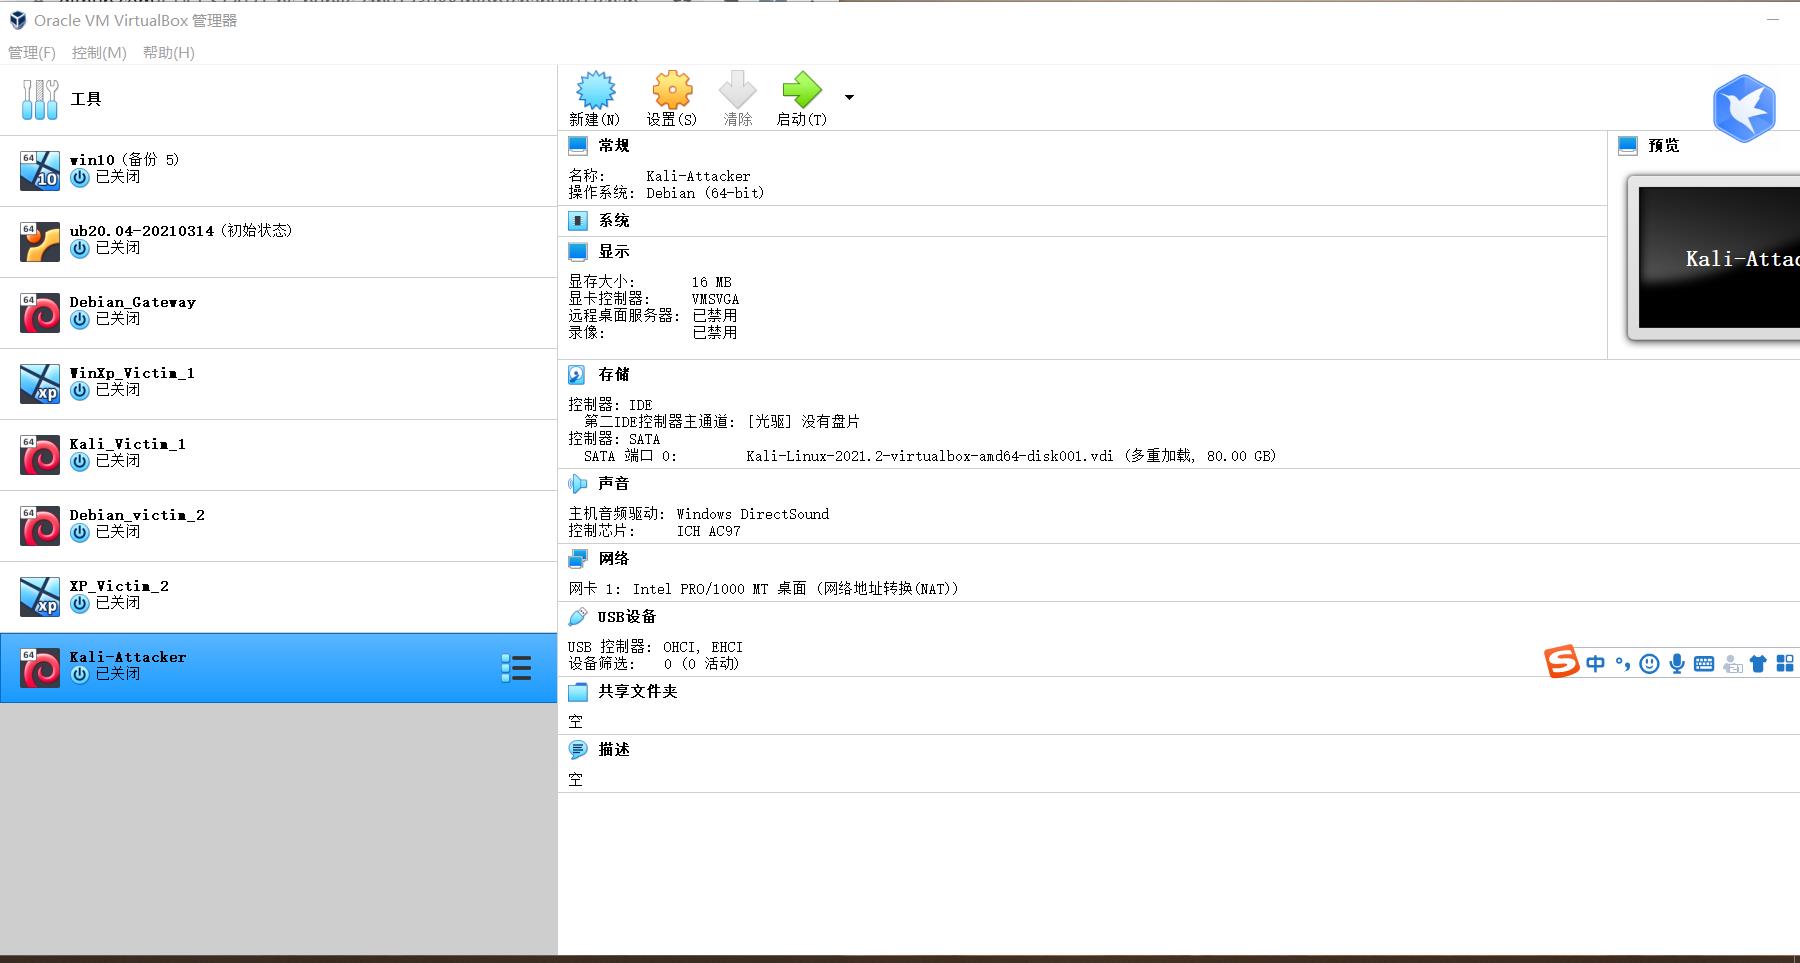 Oracle VM VirtualBox 管理器
管理(F) 控制(M) 帮助(H)
工具
win10 (备份 5)
已关闭
ub20.04-20210314 (初始状态)
已关闭
Debian_Gateway
已关闭
WinXp_Victim_1
已关闭
Kali_Victim_1
已关闭
Debian_victim_2
已关闭
XP_Victim_2
已关闭
Kali-Attacker
已关闭
新建(N) 设置(S) 清除 启动(T)
常规
名称: Kali-Attacker
操作系统: Debian (64-bit)
系统
显示
显存大小: 16 MB
显卡控制器: VMSVGA
远程桌面服务器: 已禁用
录像: 已禁用
预览
Kali-Attac
存储
控制器: IDE
第二IDE控制器主通道: [光驱] 没有盘片
控制器: SATA
SATA 端口 0: Kali-Linux-2021.2-virtualbox-amd64-disk001.vdi (多重加载, 80.00 GB)
声音
主机音频驱动: Windows DirectSound
控制芯片: ICH AC97
网络
网卡 1: Intel PRO/1000 MT 桌面 (网络地址转换(NAT))
USB设备
USB 控制器: OHCI, EHCI
设备筛选: 0 (0 活动)
共享文件夹
空
描述
空
中